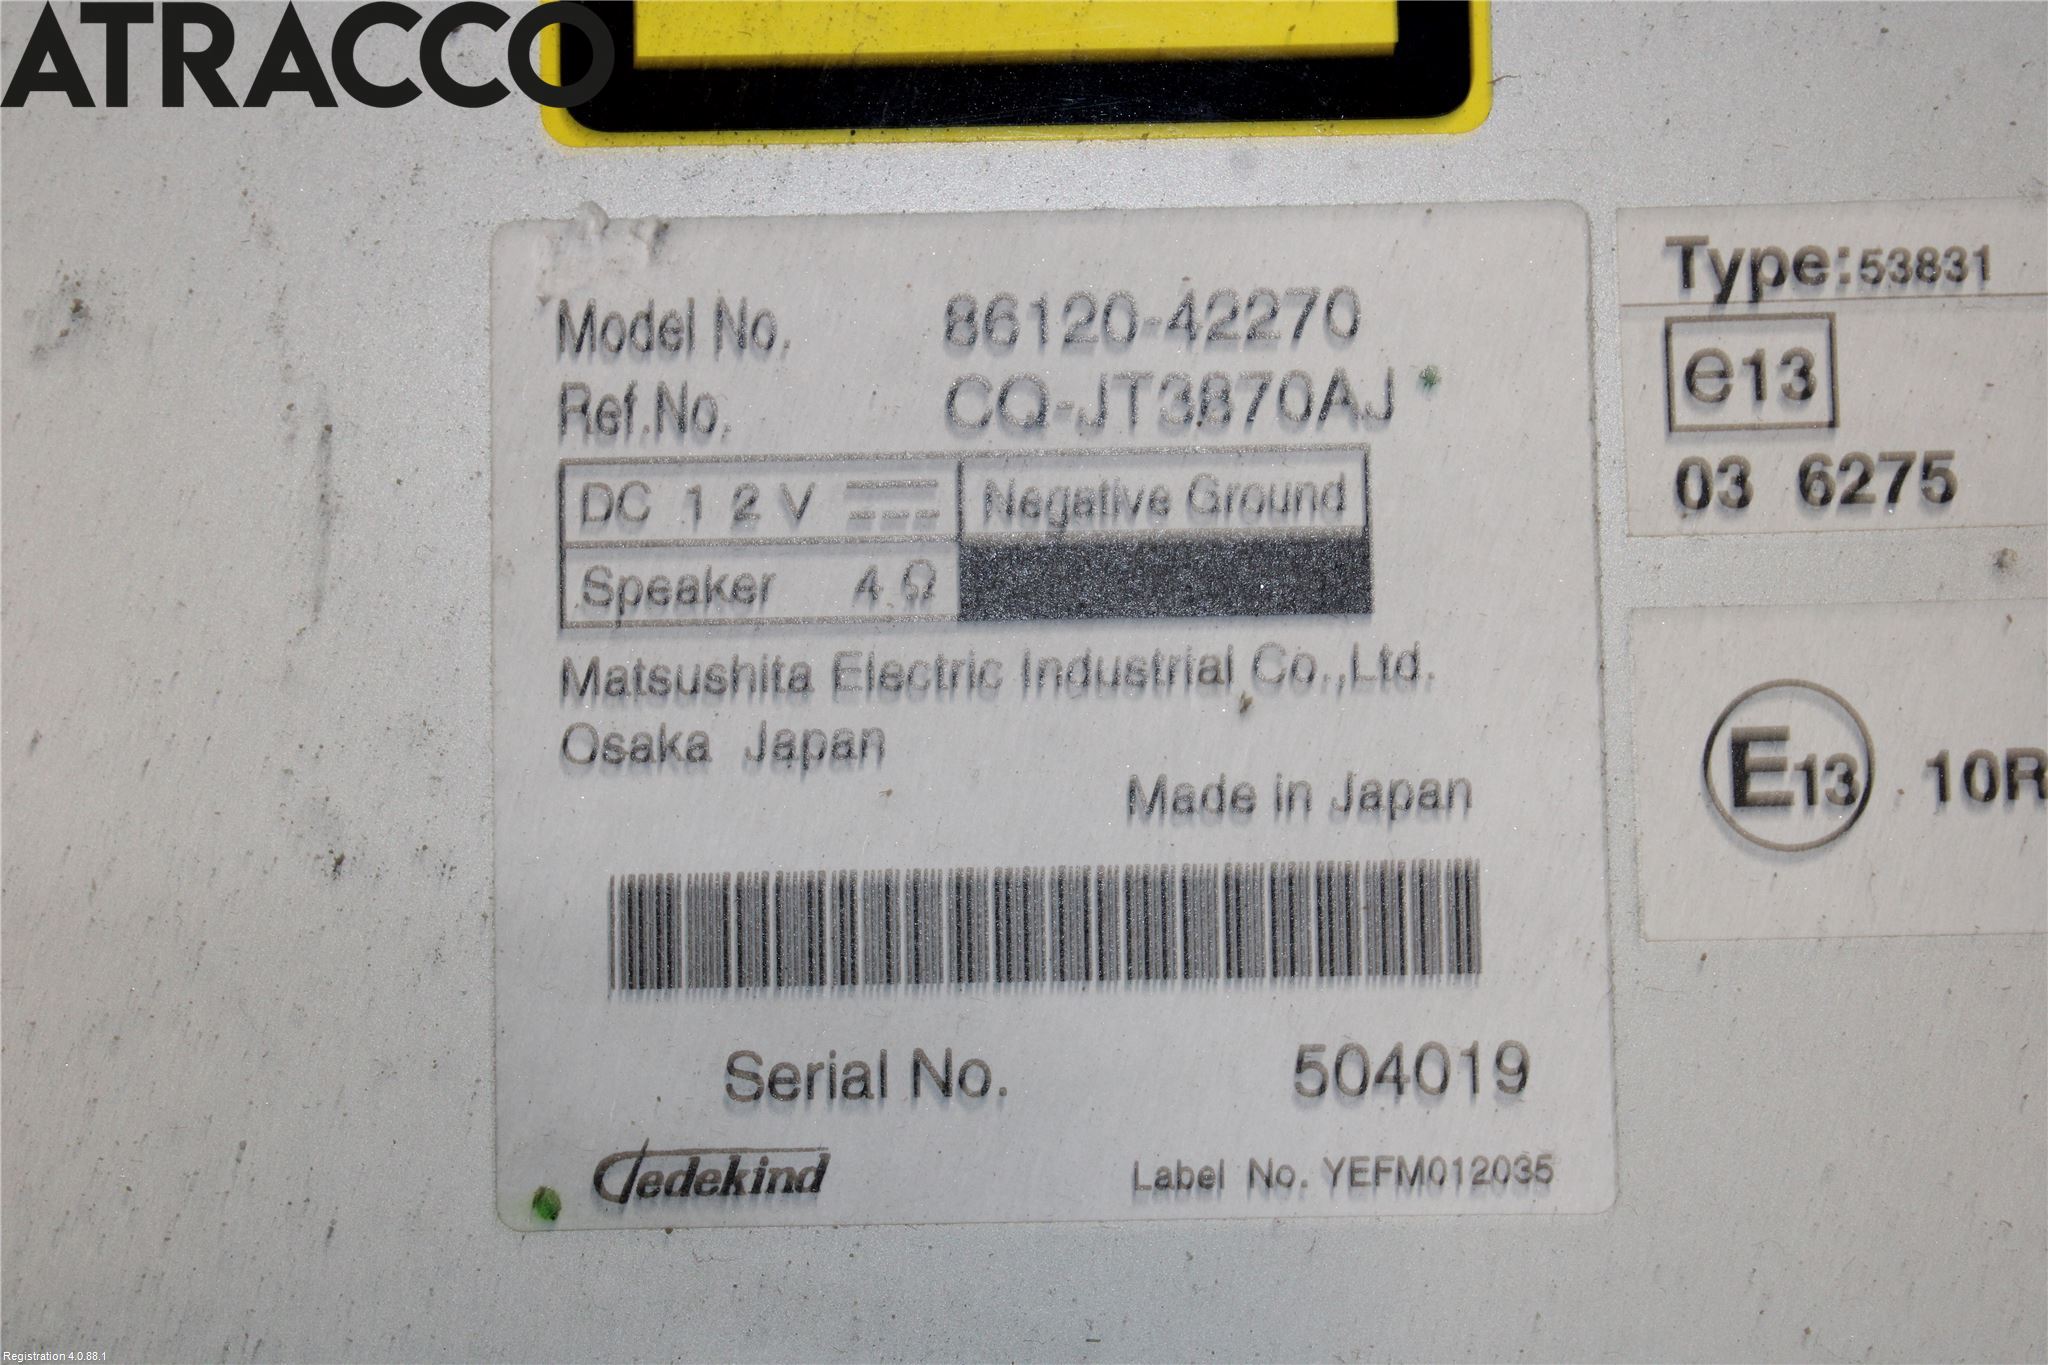 ATRACCO
Model No. 86120-42270
Ref.No. CQ-JT3870AJ
DC 12V Negative Ground
Speaker 4 Ω
Matsushita Electric Industrial Co.,Ltd.
Osaka Japan
Made in Japan
Serial No. 504019
Tedekind Label No. YEFM012035
Type:53831
e13
03 6275
E13 10R
Registration 4.0.88.1